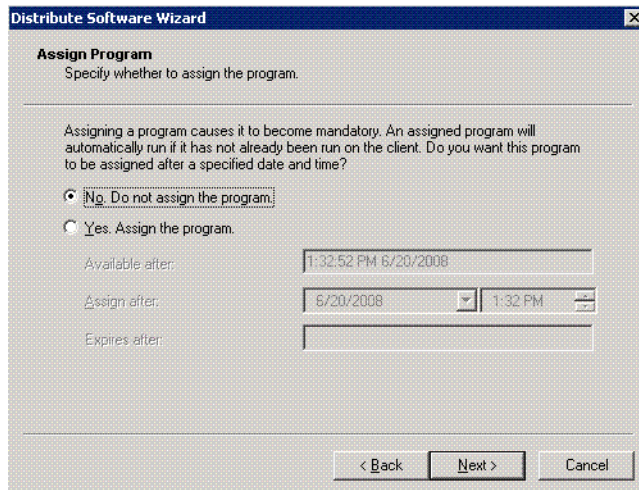 Distribute Software Wizard
Assign Program
Specify whether to assign the program.
Assigning a program causes it to become mandatory. An assigned program will
automatically run if it has not already been run on the client. Do you want this program
to be assigned after a specified date and time?
No. Do not assign the program.
Yes. Assign the program.
Available after: 1:32:52 PM 6/20/2008
Assign after: 6/20/2008 1:32 PM
Expires after:
< Back Next > Cancel